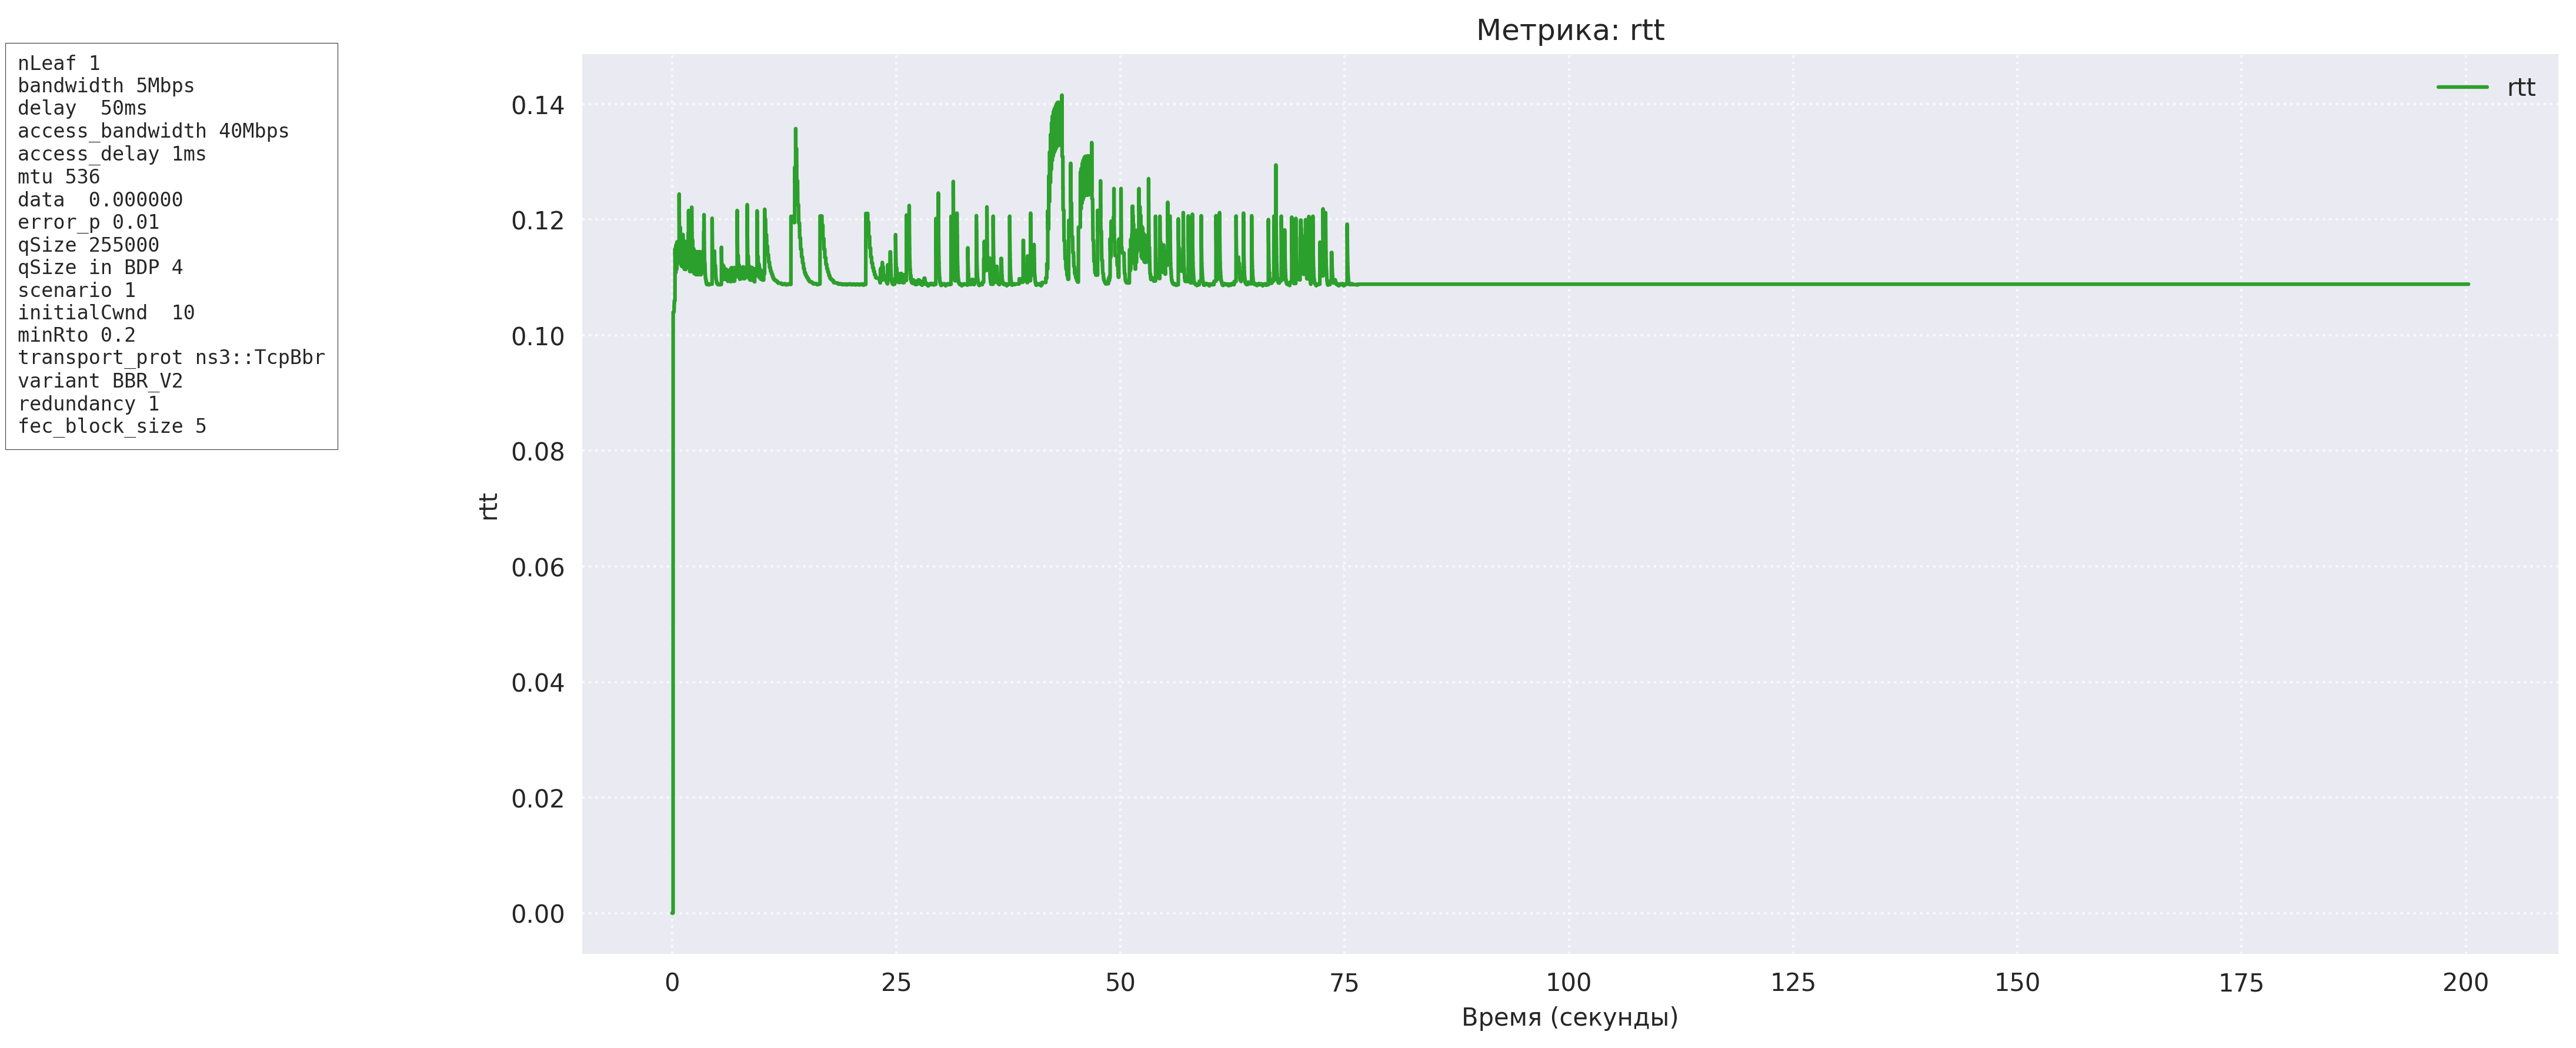 Метрика: rtt
nLeaf 1
bandwidth 5Mbps
delay  50ms
access_bandwidth 40Mbps
access_delay 1ms
mtu 536
data  0.000000
error_p 0.01
qSize 255000
qSize in BDP 4
scenario 1
initialCwnd  10
minRto 0.2
transport_prot ns3::TcpBbr
variant BBR_V2
redundancy 1
fec_block_size 5
rtt
0.14
0.12
0.10
0.08
0.06
0.04
0.02
0.00
rtt
0 25 50 75 100 125 150 175 200
Время (секунды)